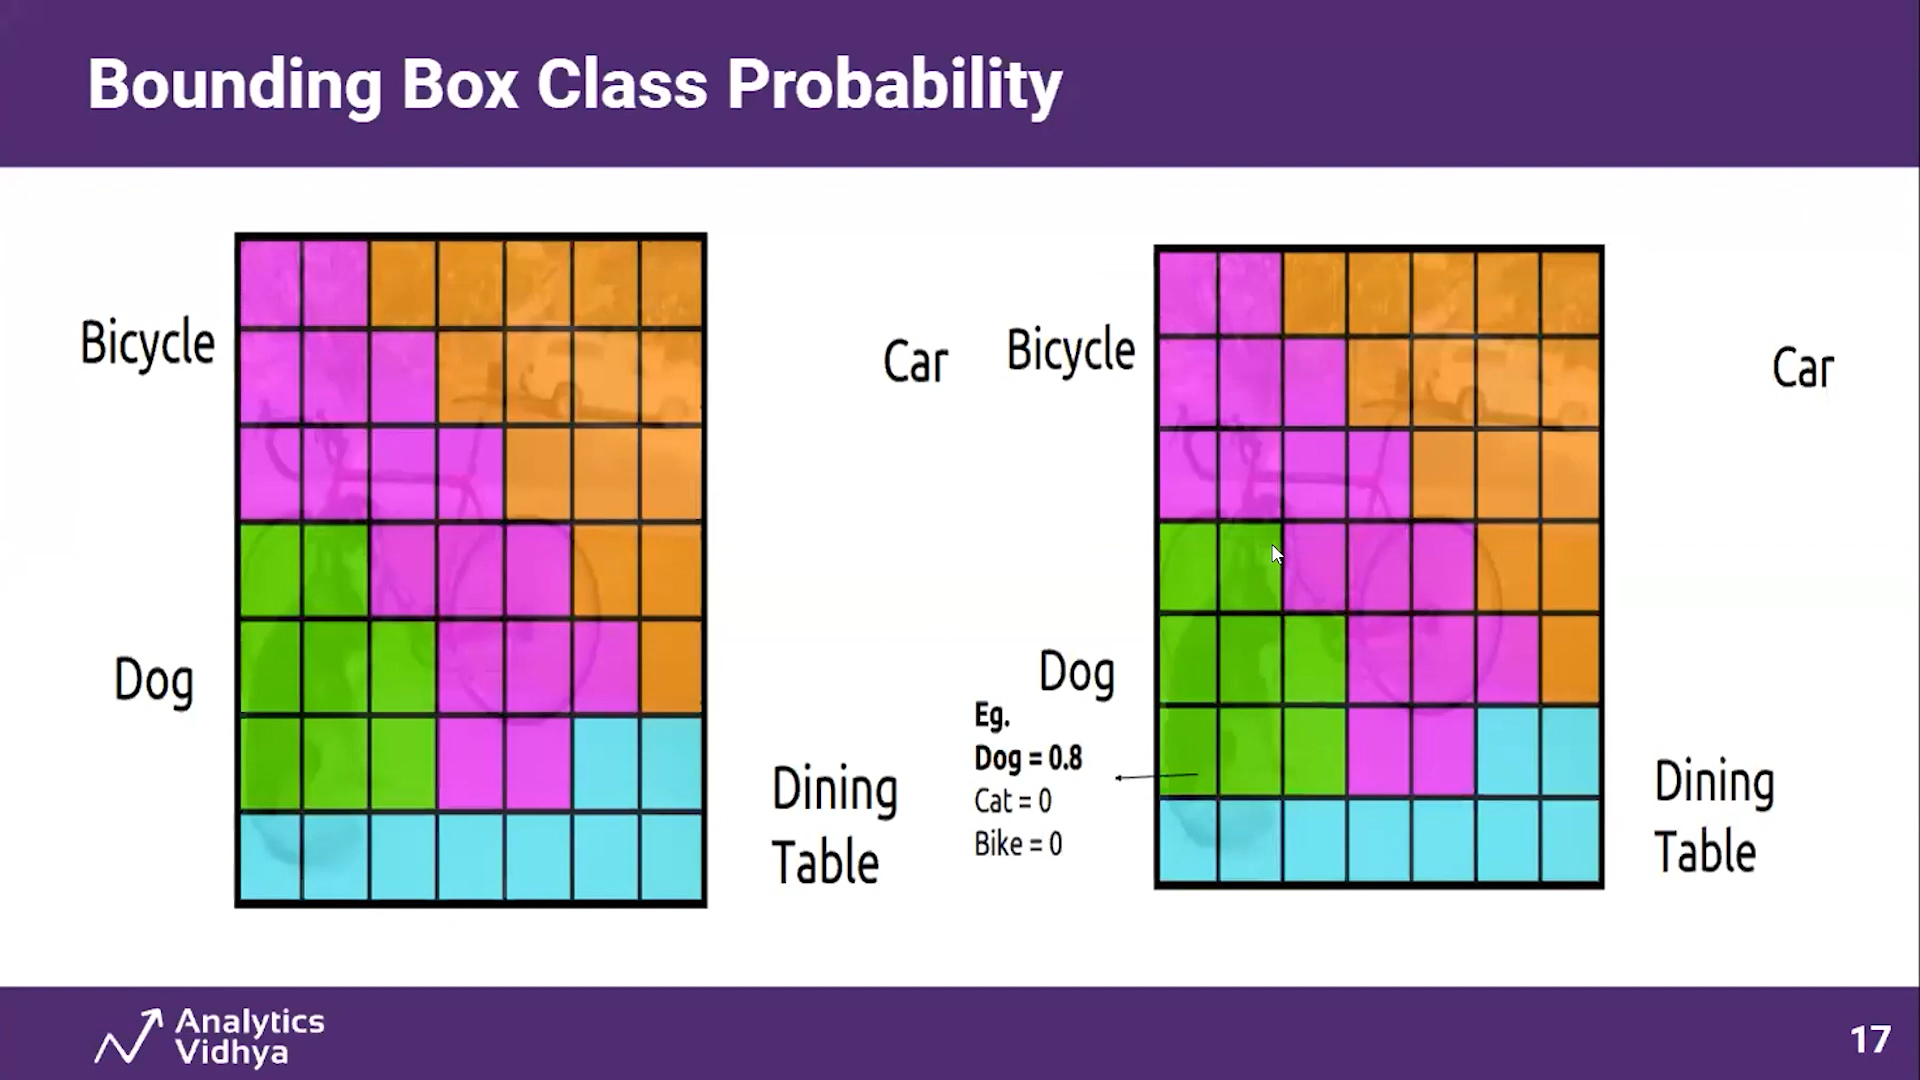 Bounding Box Class Probability
Bicycle
Car
Dog
Dining
Table
Bicycle
Car
Dog
Eg.
Dog = 0.8
Cat = 0
Bike = 0
Dining
Table
Analytics
Vidhya
17